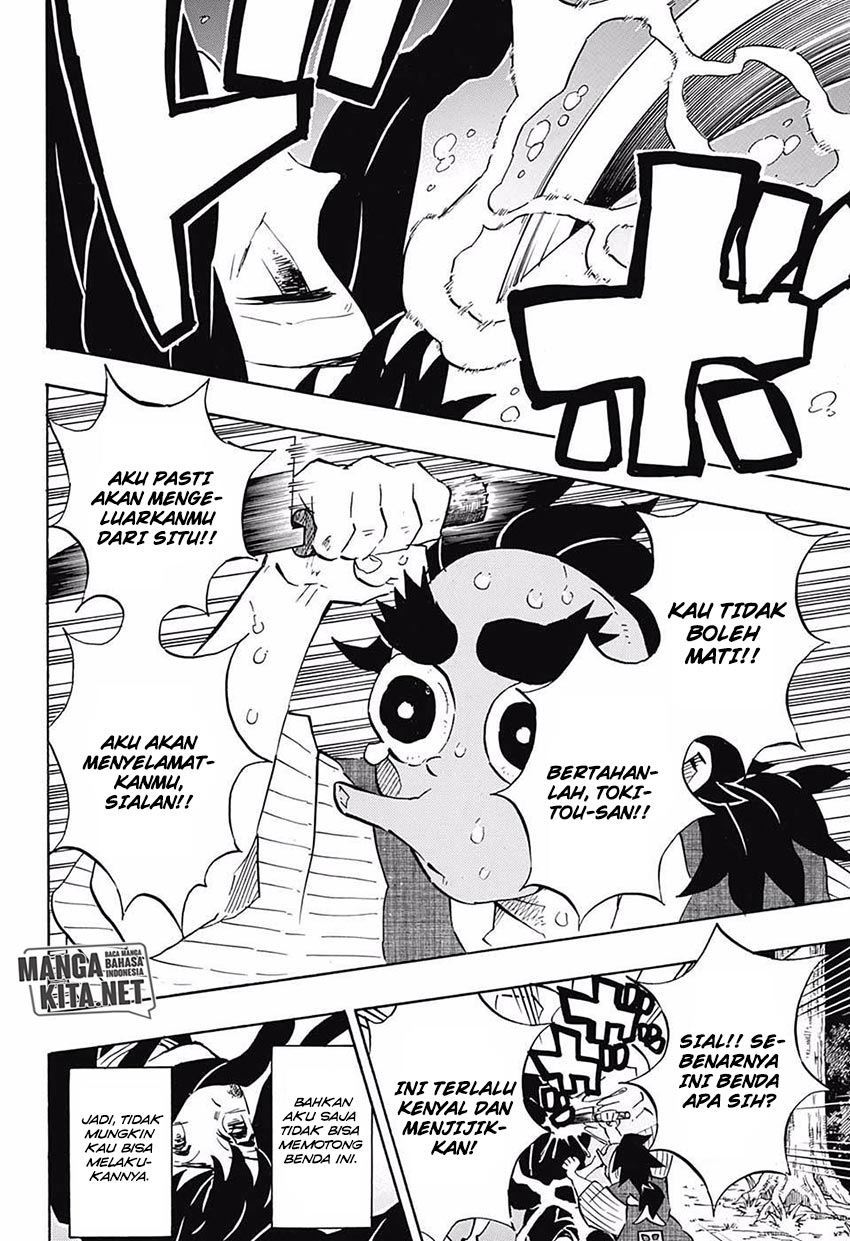 ドボ
KAU TIDAK
BOLEH
MATI!!
BERTAHAN-
LAH, TOKI-
TOU-SAN!!
AKU PASTI
AKAN MENGE-
LUARKANMU
DARI SITU!!
AKU AKAN
MENYELAMAT-
KANMU,
SIALAN!!
SIAL!! SE-
BENARNYA
INI BENDA
APA SIH?
INI TERLALU
KENYAL DAN
MENJIJIK-
KAN!
BAHKAN
AKU SAJA
TIDAK BISA
MEMOTONG
BENDA INI.
JADI, TIDAK
MUNGKIN
KAU BISA
MELAKU-
KANNYA.
MANGA BACA MANGA
BAHASA
INDONESIA
KITA.NET